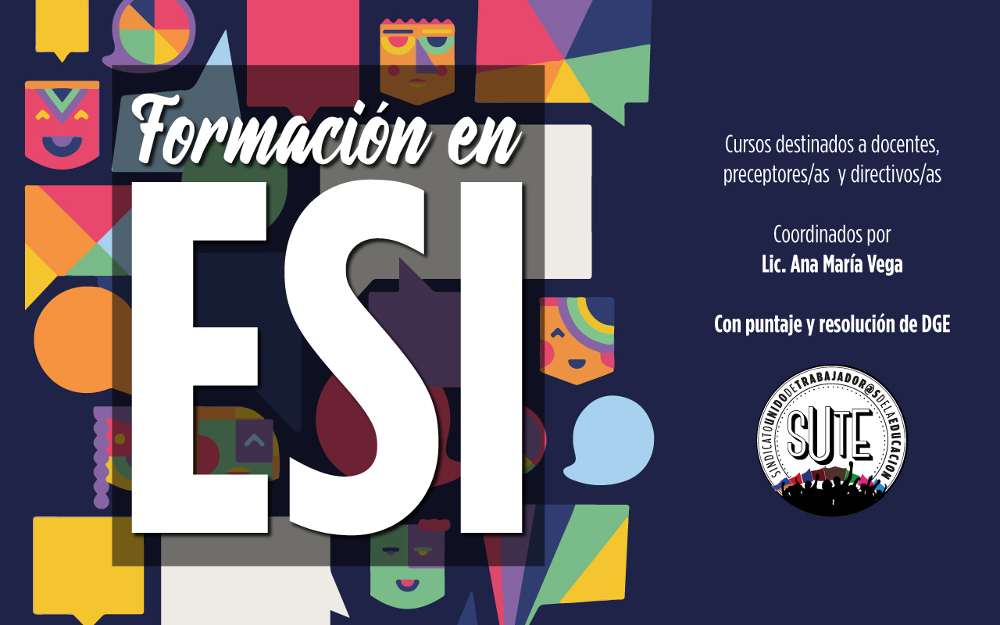 Formación en
ESI
Cursos destinados a docentes,
preceptores/as y directivos/as
Coordinados por
Lic. Ana María Vega
Con puntaje y resolución de DGE
SINDICATOUNIDODETRABAJADOR@SDELAEDUCACION
SUTE